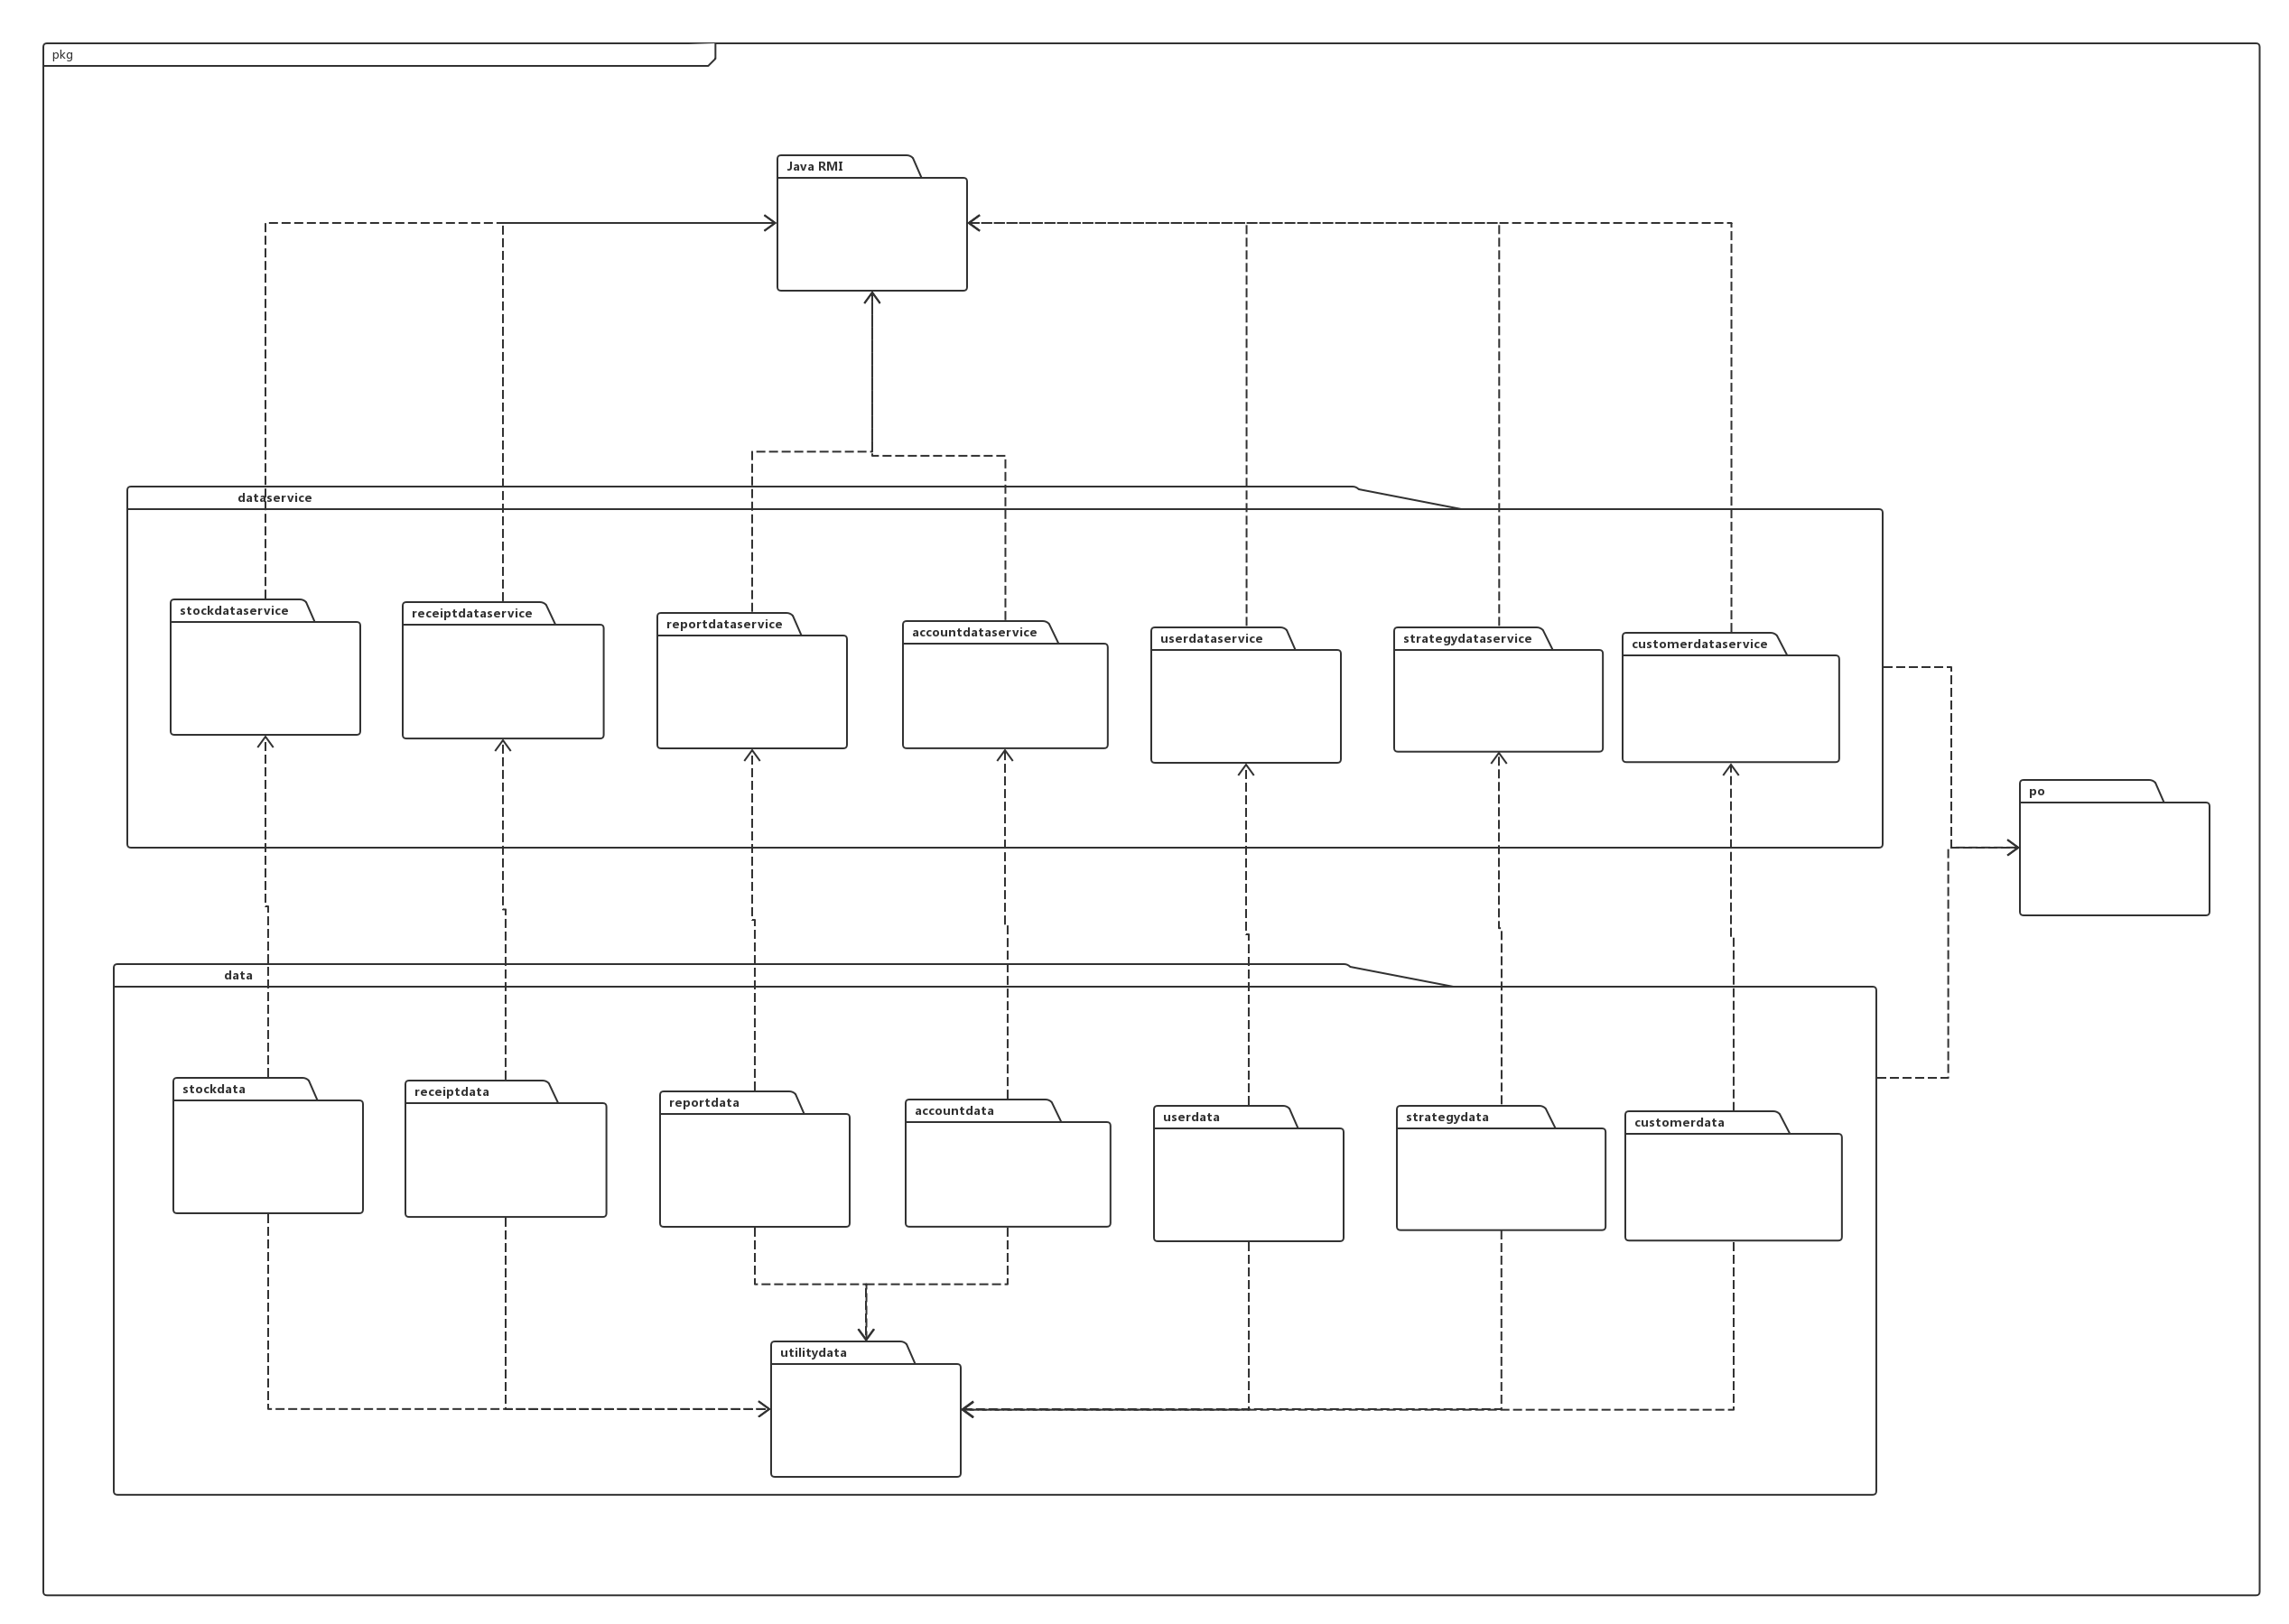 pkg
Java RMI
dataservice
stockdataservice
receiptdataservice
reportdataservice
accountdataservice
userdataservice
strategydataservice
customerdataservice
po
data
stockdata
receiptdata
reportdata
accountdata
userdata
strategydata
customerdata
utilitydata